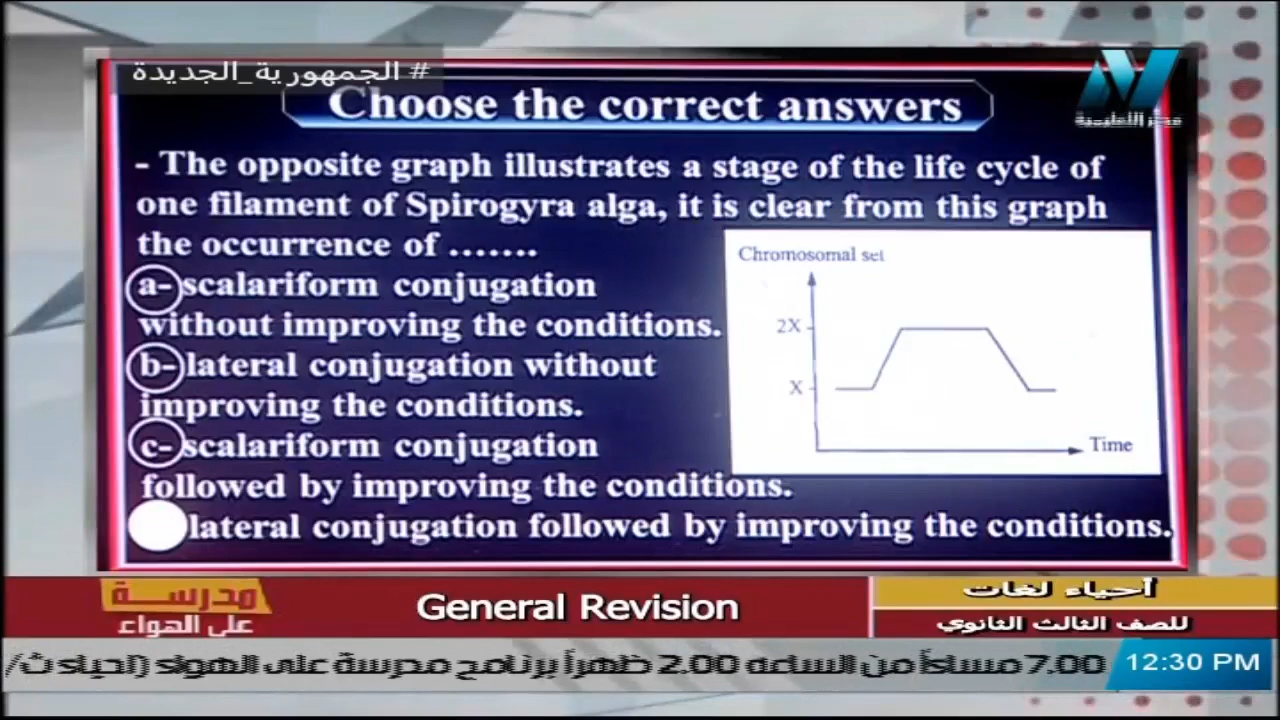 # الجمهورية_الجديدة
مصر التعليمية
Choose the correct answers
- The opposite graph illustrates a stage of the life cycle of
one filament of Spirogyra alga, it is clear from this graph
the occurrence of .......
a- scalariform conjugation
without improving the conditions.
b- lateral conjugation without
improving the conditions.
c- scalariform conjugation
followed by improving the conditions.
lateral conjugation followed by improving the conditions.
Chromosomal set
2X
X
Time
مدرسة
على الهواء
General Revision
أحياء لغات
للصف الثالث الثانوي
7.00 مساءاً من الساعه 2.00 ظهراً برنامج مدرسة على الهواء (احياء ث/
12:30 PM